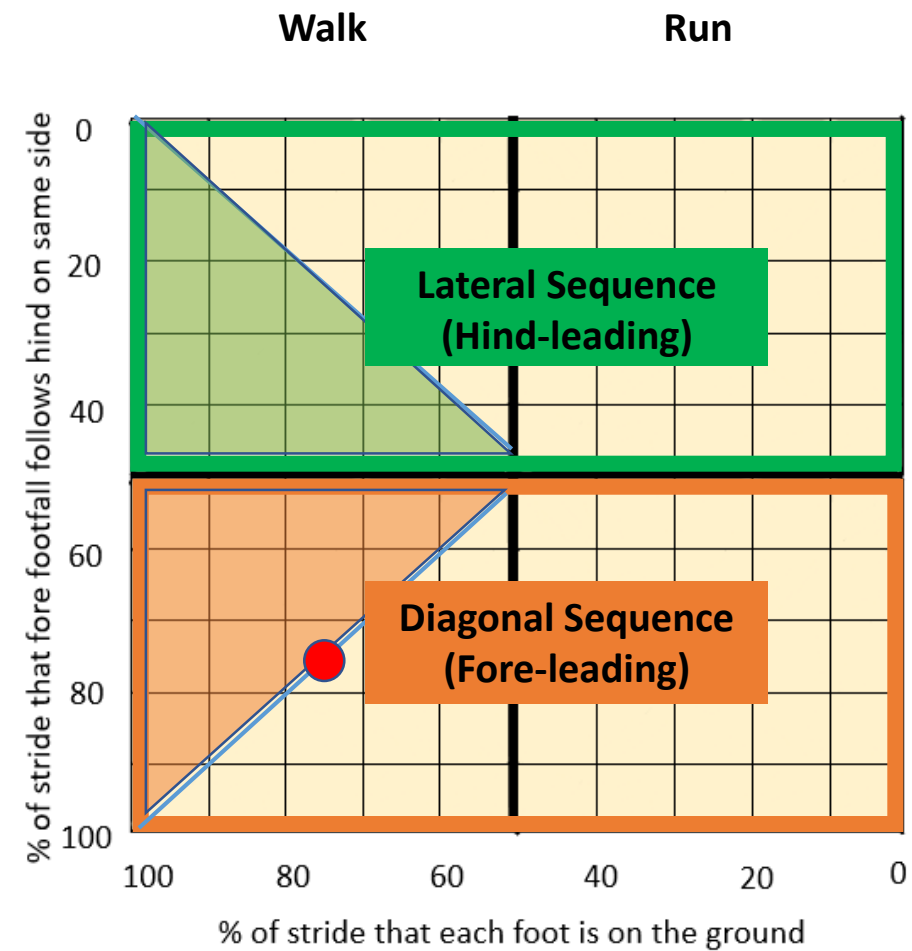 Walk Run
% of stride that fore footfall follows hind on same side
0
20
40
60
80
100
Lateral Sequence
(Hind-leading)
Diagonal Sequence
(Fore-leading)
100 80 60 40 20 0
% of stride that each foot is on the ground